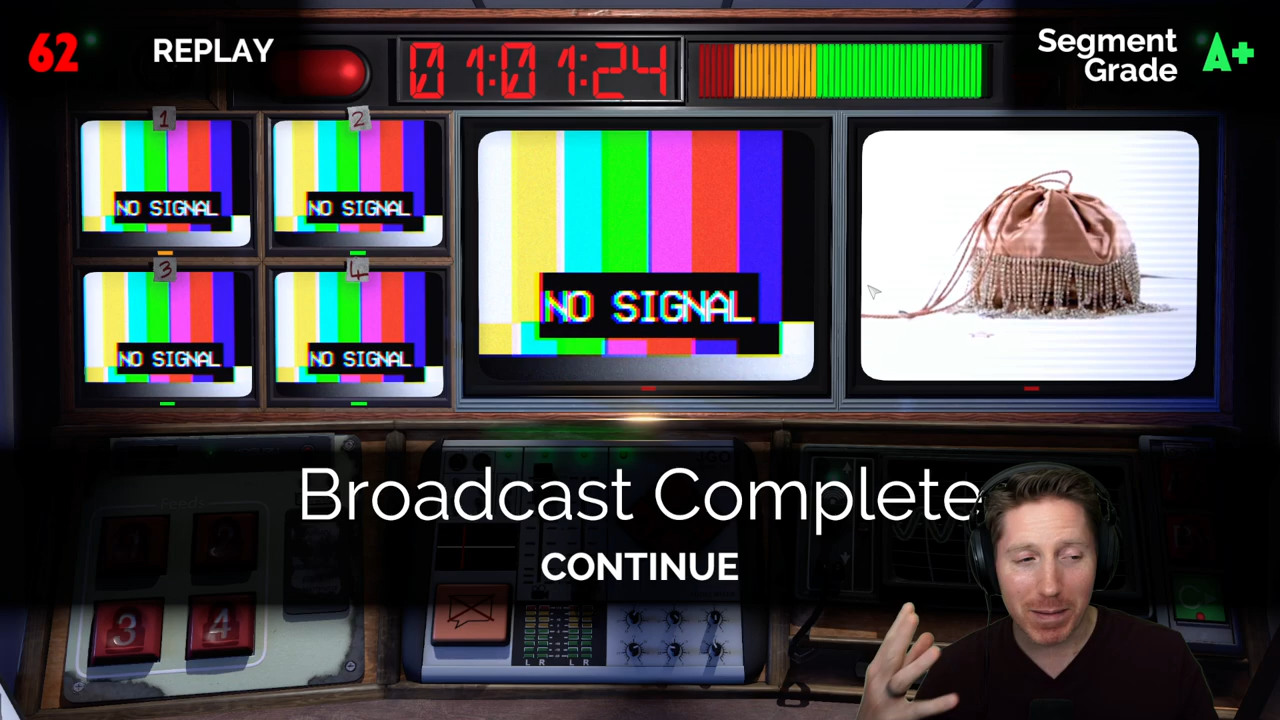 62
REPLAY
01:01:24
Segment
Grade
A+
1
2
NO SIGNAL
NO SIGNAL
3
4
NO SIGNAL
NO SIGNAL
NO SIGNAL
Broadcast Complete
CONTINUE
3
4
L R
L R